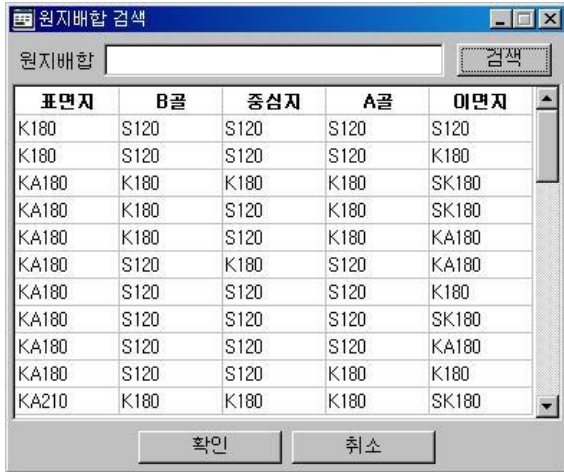 원지배합 검색
원지배합 검색
표면지 B골 중심지 A골 이면지
K180 S120 S120 S120 S120
K180 S120 S120 S120 K180
KA180 K180 K180 K180 SK180
KA180 K180 S120 K180 SK180
KA180 K180 S120 K180 KA180
KA180 S120 K180 S120 KA180
KA180 S120 S120 S120 K180
KA180 S120 S120 S120 SK180
KA180 S120 S120 S120 KA180
KA180 S120 S120 K180 K180
KA210 K180 K180 K180 SK180
확인 취소